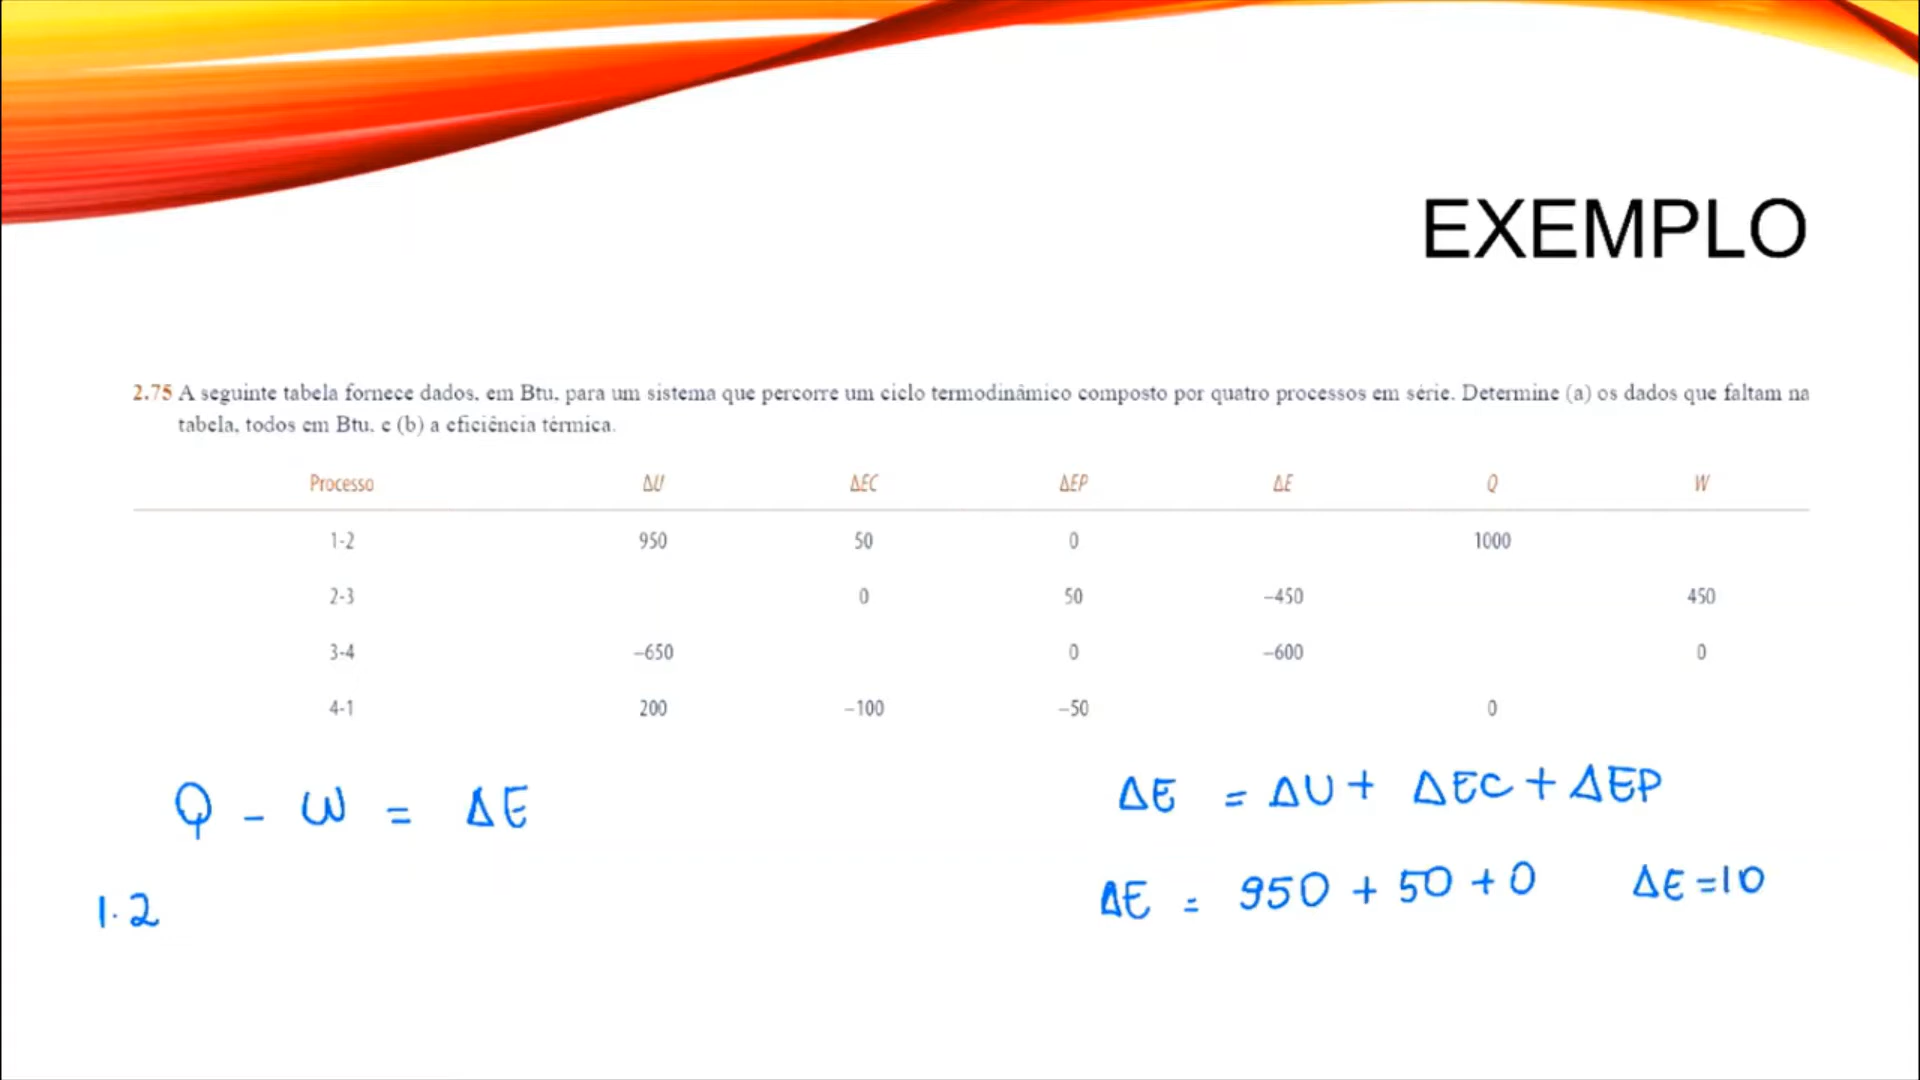 EXEMPLO
2.75 A seguinte tabela fornece dados, em Btu, para um sistema que percorre um ciclo termodinâmico composto por quatro processos em série. Determine (a) os dados que faltam na
tabela, todos em Btu, e (b) a eficiência térmica.
Processo ΔU ΔEC ΔEP ΔE Q W
1-2 950 50 0 1000
2-3 0 50 –450 450
3-4 –650 0 –600 0
4-1 200 –100 –50 0
Q - W = ΔE
ΔE = ΔU + ΔEC + ΔEP
1.2
ΔE = 950 + 50 + 0 ΔE = 10